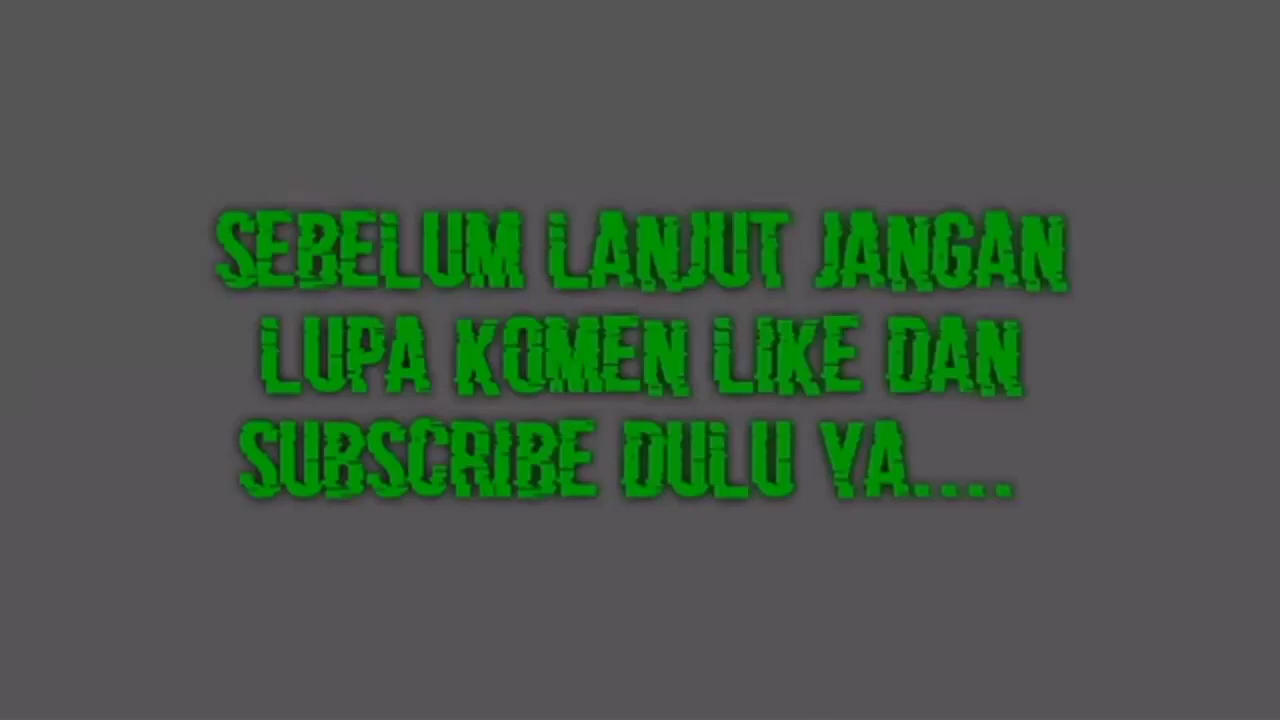 SEBELUM LANJUT JANGAN
LUPA KOMEN LIKE DAN
SUBSCRIBE DULU YA....